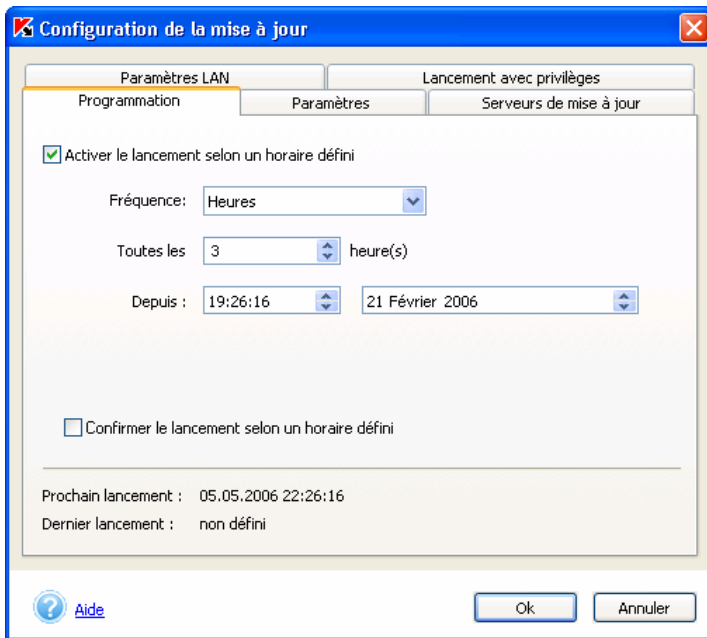 Configuration de la mise à jour
Paramètres LAN Lancement avec privilèges
Programmation Paramètres Serveurs de mise à jour
Activer le lancement selon un horaire défini
Fréquence: Heures
Toutes les 3 heure(s)
Depuis : 19:26:16 21 Février 2006
Confirmer le lancement selon un horaire défini
Prochain lancement : 05.05.2006 22:26:16
Dernier lancement : non défini
Aide Ok Annuler